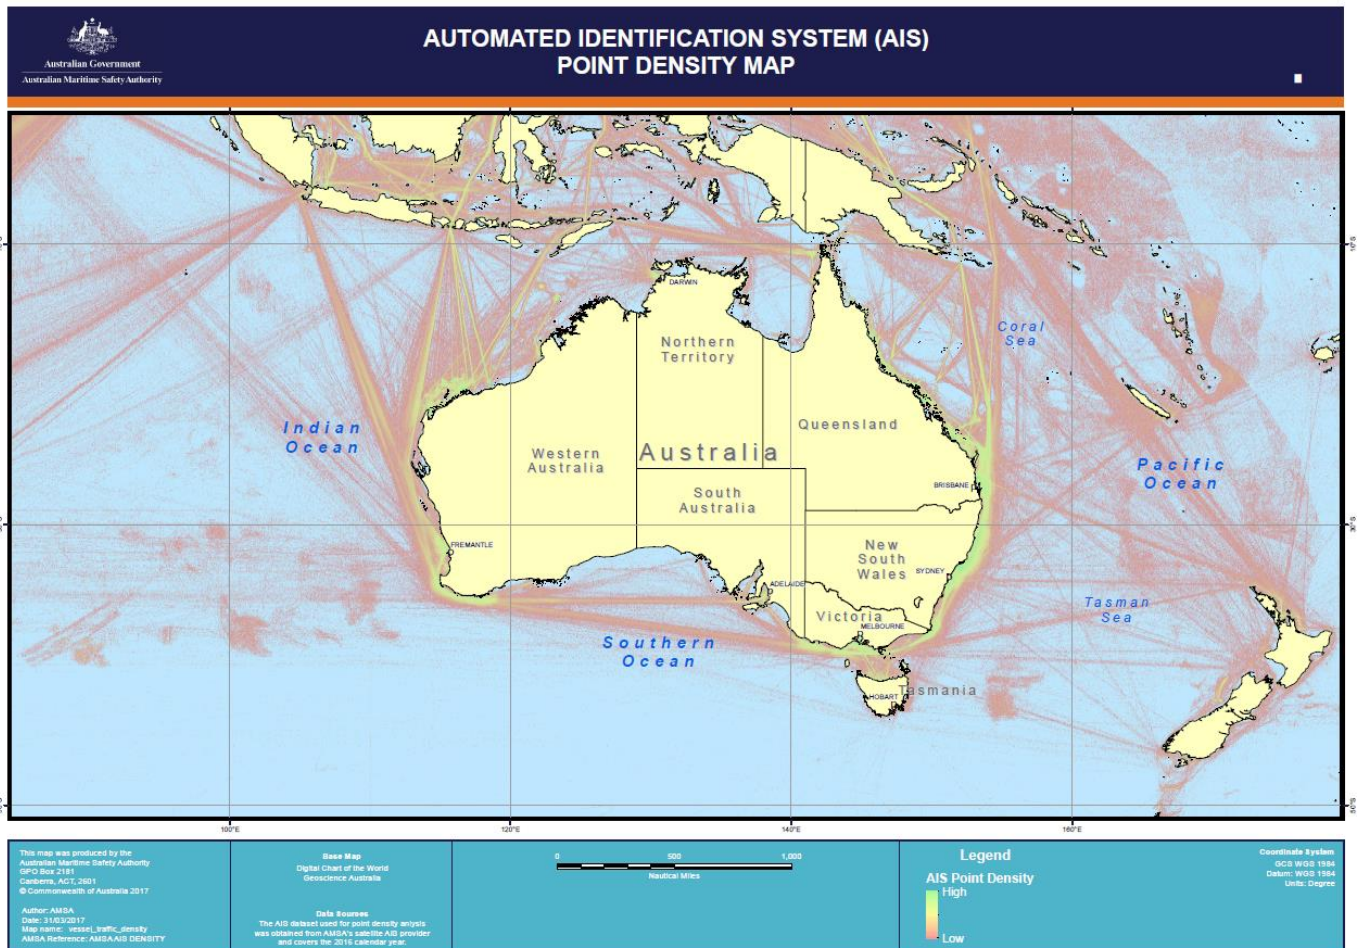 AUTOMATED IDENTIFICATION SYSTEM (AIS)
POINT DENSITY MAP
Australian Government
Australian Maritime Safety Authority
DARWIN
Northern
Territory
Coral
Sea
Indian
Ocean
Western
Australia
Australia
Queensland
South
Australia
Pacific
Ocean
BRISBANE
FREMANTLE
New
South
Wales
SYDNEY
ADELAIDE
Victoria
MELBOURNE
Tasman
Sea
Southern
Ocean
HOBART
Tasmania
10°S
30°S
50°S
100°E
120°E
140°E
160°E
This map was produced by the
Australian Maritime Safety Authority
GPO Box 2181
Canberra, ACT, 2601
© Commonwealth of Australia 2017
Author: AMSA
Date: 31/03/2017
Map name: vessel_traffic_density
AMSA Reference: AMSA AIS DENSITY
Base Map
Digital Chart of the World
Geoscience Australia
Data Sources
The AIS dataset used for point density anlysis
was obtained from AMSA's satellite AIS provider
and covers the 2016 calendar year.
0 500 1,000
Nautical Miles
Legend
AIS Point Density
High
Low
Coordinate System
GCS WGS 1984
Datum: WGS 1984
Units: Degree